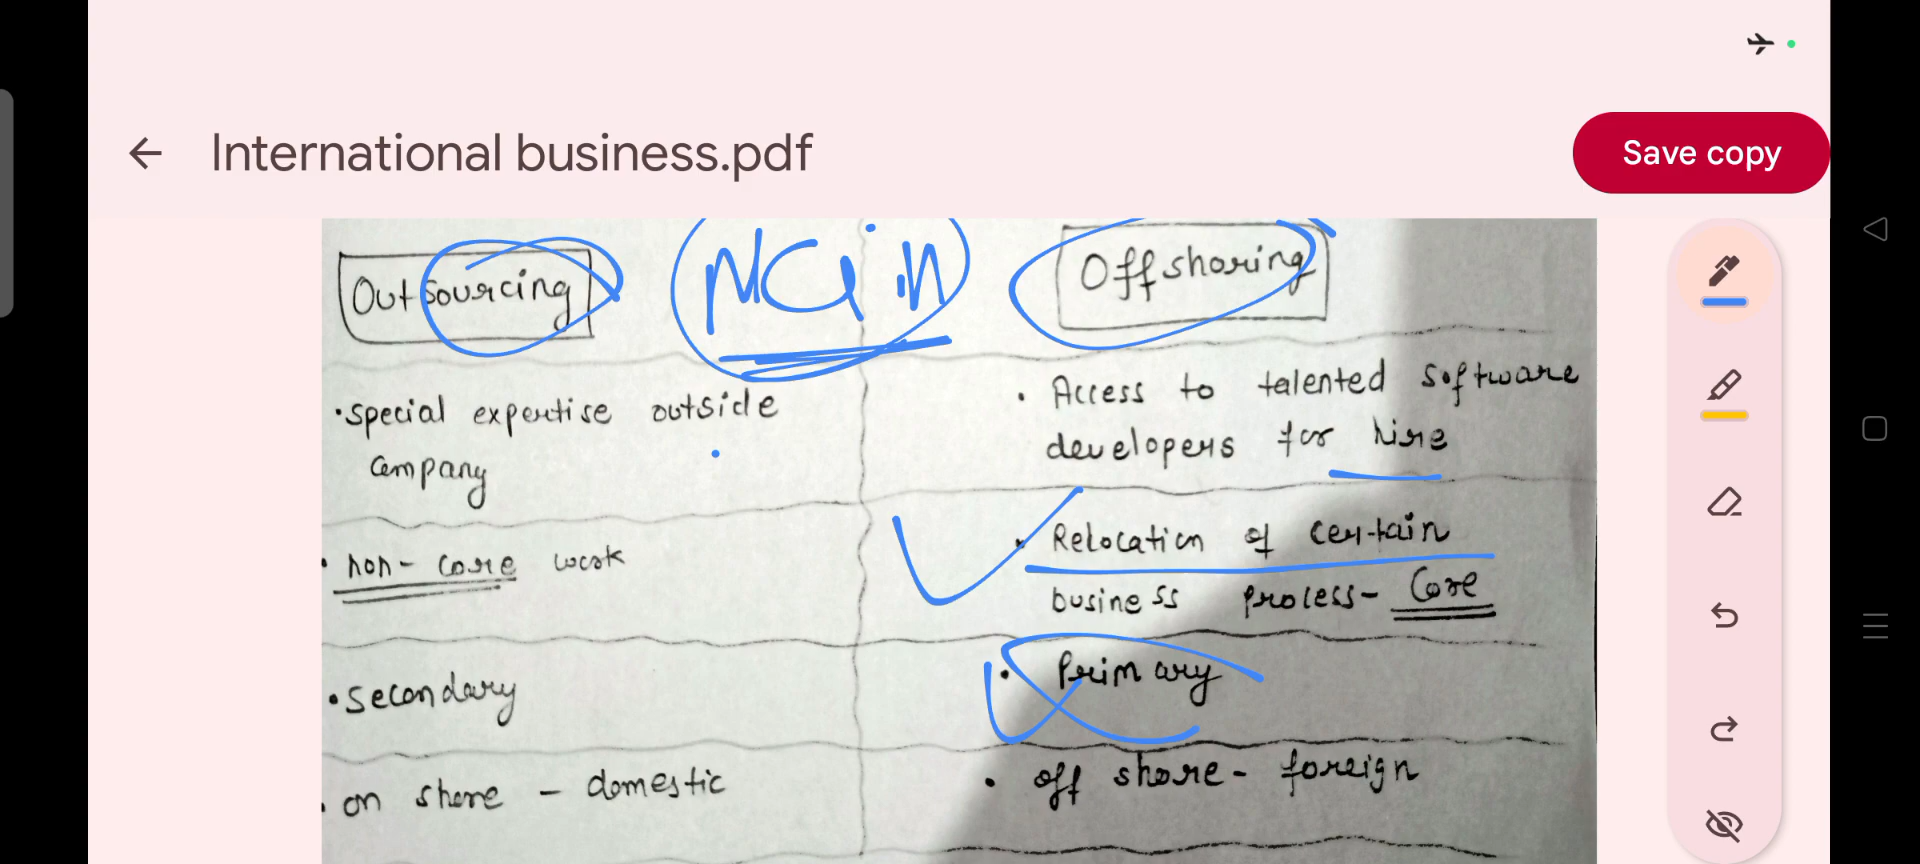 International business.pdf
Save copy
Outsourcing
Offshoring
• special expertise outside
company
• Access to talented software
developers for hire
• non - core work
• Relocation of certain
business process - Core
• secondary
• Primary
• on shore - domestic
• off shore - foreign